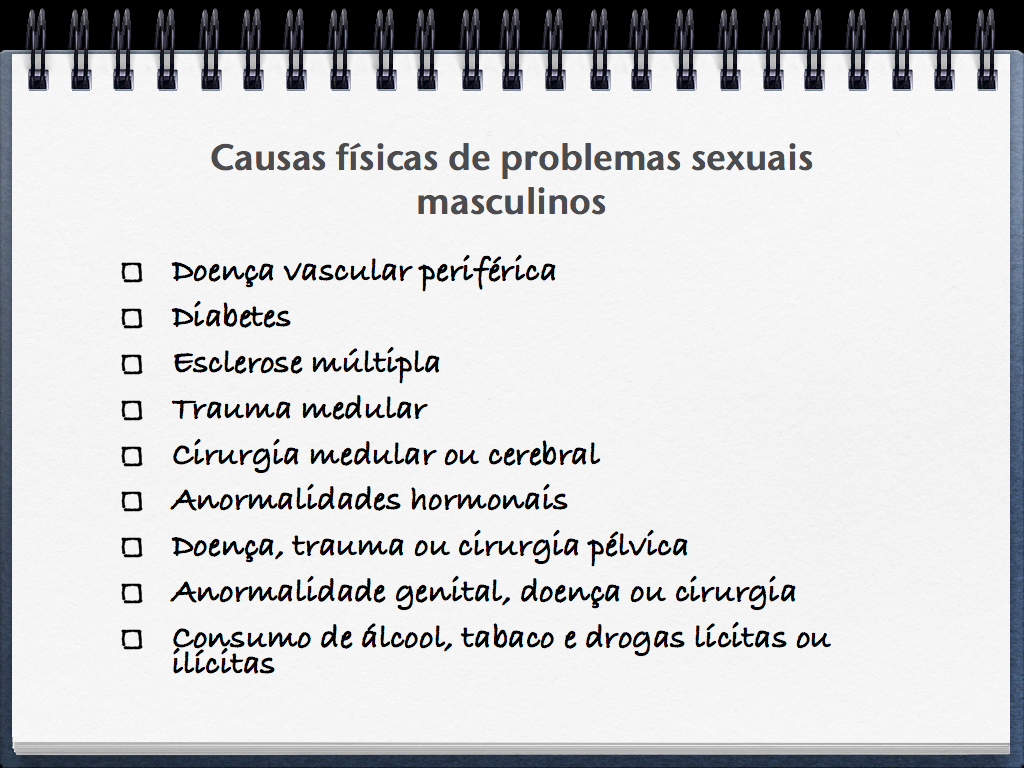 Causas físicas de problemas sexuais
masculinos
Doença vascular periférica
Diabetes
Esclerose múltipla
Trauma medular
Cirurgia medular ou cerebral
Anormalidades hormonais
Doença, trauma ou cirurgia pélvica
Anormalidade genital, doença ou cirurgia
Consumo de álcool, tabaco e drogas lícitas ou
ilícitas